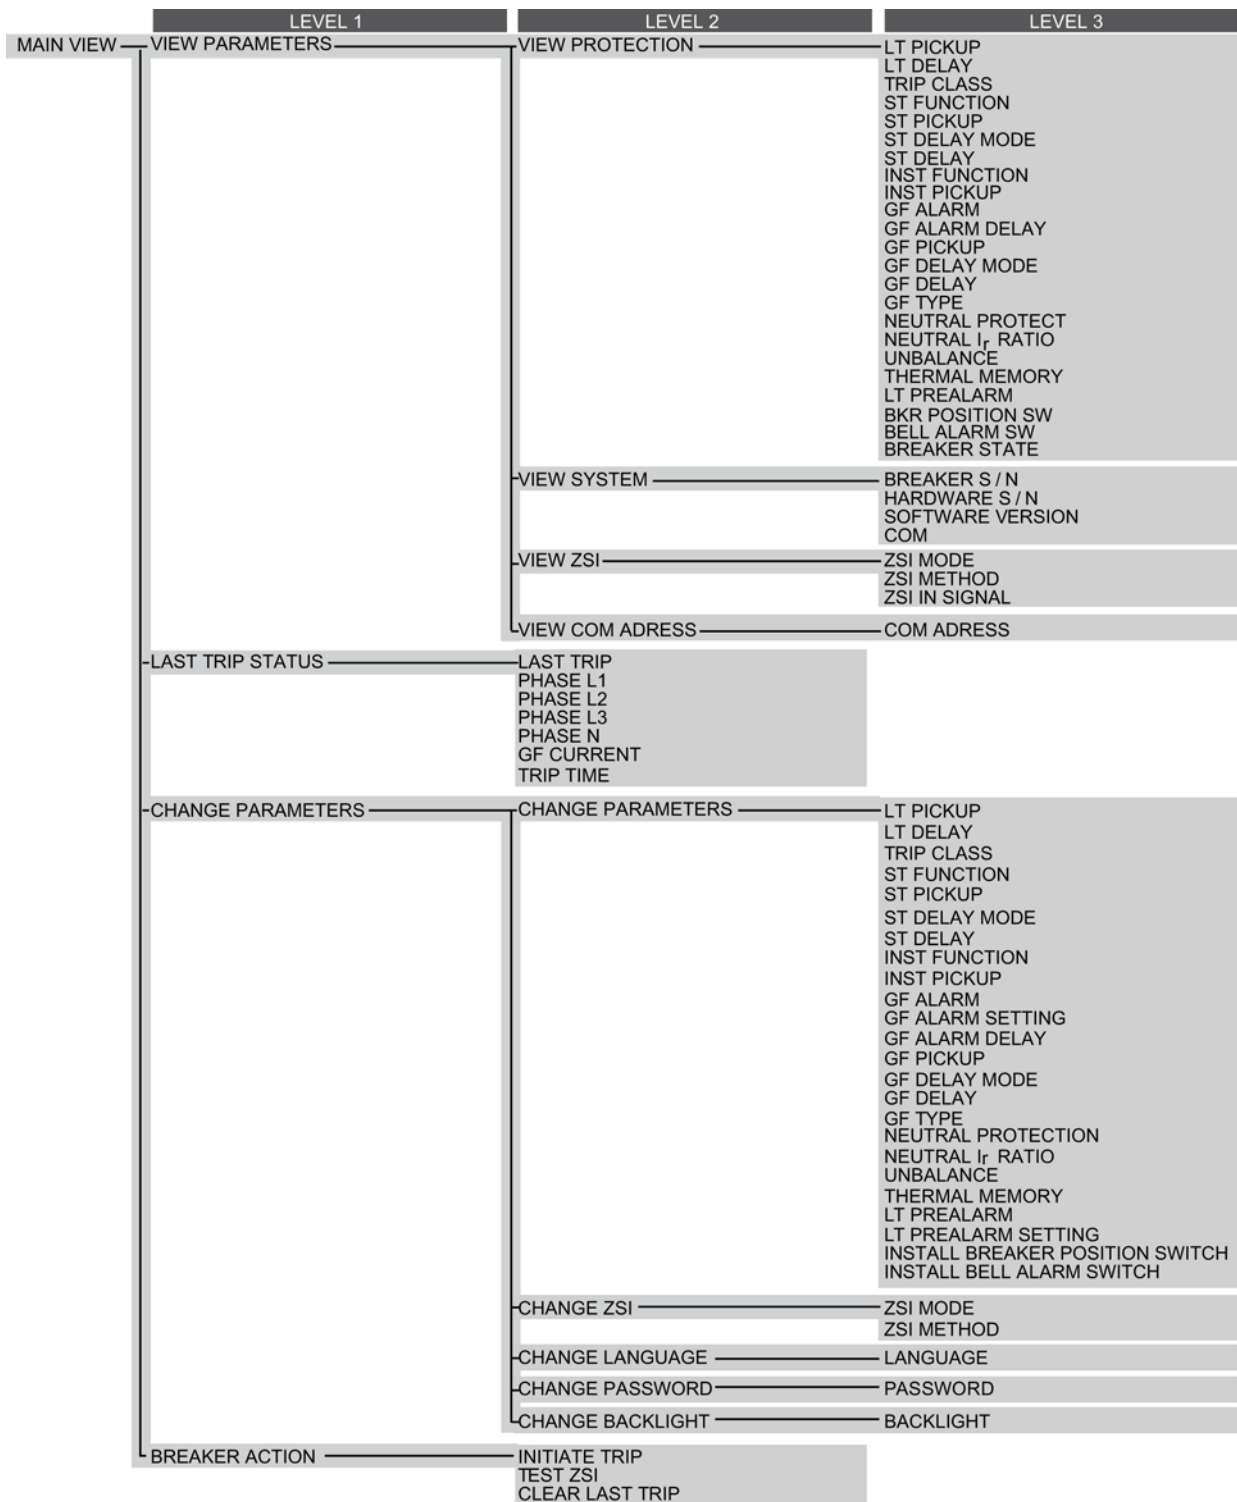 LEVEL 1 LEVEL 2 LEVEL 3
MAIN VIEW VIEW PARAMETERS VIEW PROTECTION LT PICKUP
LT DELAY
TRIP CLASS
ST FUNCTION
ST PICKUP
ST DELAY MODE
ST DELAY
INST FUNCTION
INST PICKUP
GF ALARM
GF ALARM DELAY
GF PICKUP
GF DELAY MODE
GF DELAY
GF TYPE
NEUTRAL PROTECT
NEUTRAL Ir RATIO
UNBALANCE
THERMAL MEMORY
LT PREALARM
BKR POSITION SW
BELL ALARM SW
BREAKER STATE
VIEW SYSTEM BREAKER S / N
HARDWARE S / N
SOFTWARE VERSION
COM
VIEW ZSI ZSI MODE
ZSI METHOD
ZSI IN SIGNAL
VIEW COM ADRESS COM ADRESS
LAST TRIP STATUS LAST TRIP
PHASE L1
PHASE L2
PHASE L3
PHASE N
GF CURRENT
TRIP TIME
CHANGE PARAMETERS CHANGE PARAMETERS LT PICKUP
LT DELAY
TRIP CLASS
ST FUNCTION
ST PICKUP
ST DELAY MODE
ST DELAY
INST FUNCTION
INST PICKUP
GF ALARM
GF ALARM SETTING
GF ALARM DELAY
GF PICKUP
GF DELAY MODE
GF DELAY
GF TYPE
NEUTRAL PROTECTION
NEUTRAL Ir RATIO
UNBALANCE
THERMAL MEMORY
LT PREALARM
LT PREALARM SETTING
INSTALL BREAKER POSITION SWITCH
INSTALL BELL ALARM SWITCH
CHANGE ZSI ZSI MODE
ZSI METHOD
CHANGE LANGUAGE LANGUAGE
CHANGE PASSWORD PASSWORD
CHANGE BACKLIGHT BACKLIGHT
BREAKER ACTION INITIATE TRIP
TEST ZSI
CLEAR LAST TRIP